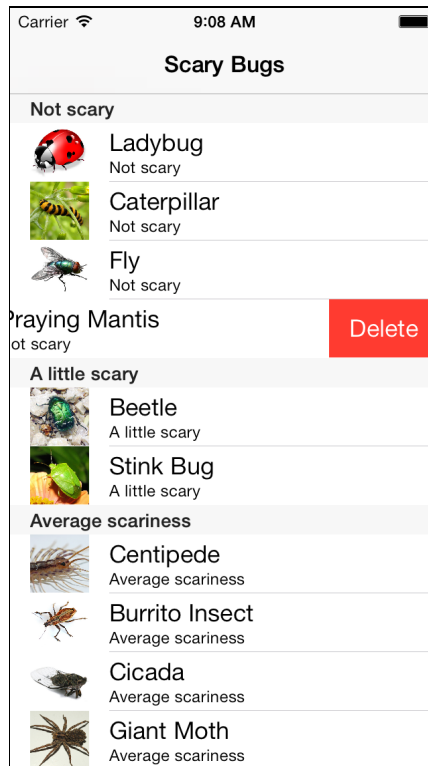 Carrier 9:08 AM
Scary Bugs
Not scary
Ladybug
Not scary
Caterpillar
Not scary
Fly
Not scary
Praying Mantis
ot scary
Delete
A little scary
Beetle
A little scary
Stink Bug
A little scary
Average scariness
Centipede
Average scariness
Burrito Insect
Average scariness
Cicada
Average scariness
Giant Moth
Average scariness